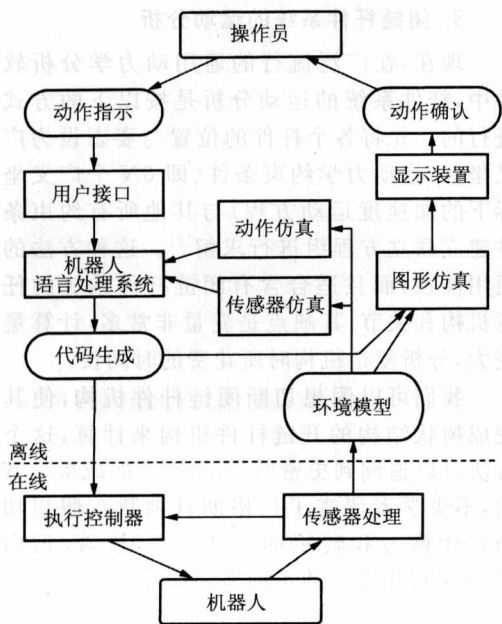 操作员
动作指示
动作确认
用户接口
显示装置
动作仿真
机器人
语言处理系统
图形仿真
传感器仿真
代码生成
环境模型
离线
在线
执行控制器
传感器处理
机器人